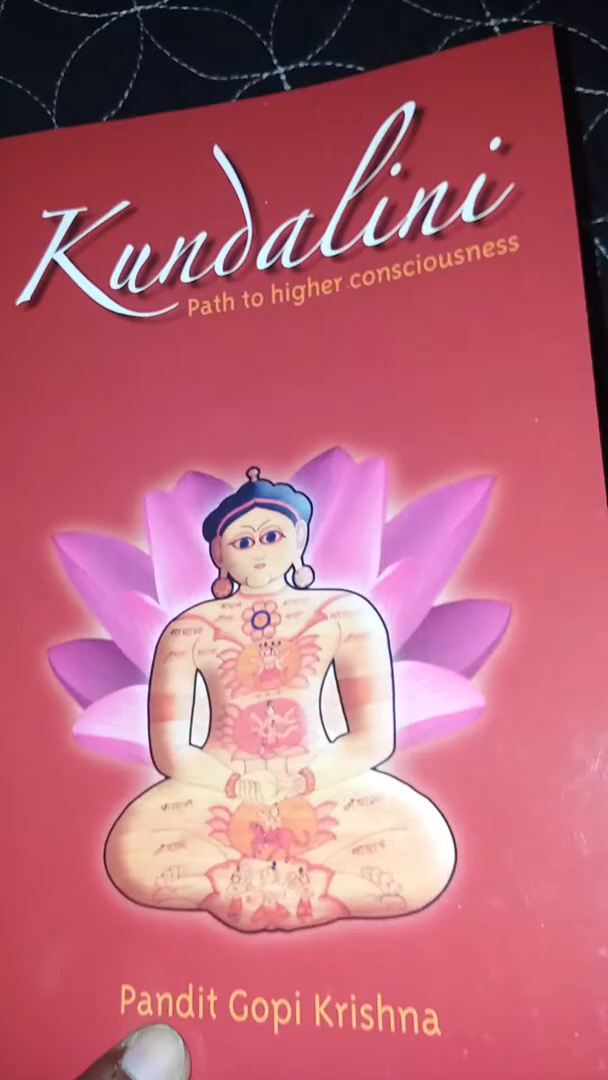 Kundalini
Path to higher consciousness
Pandit Gopi Krishna